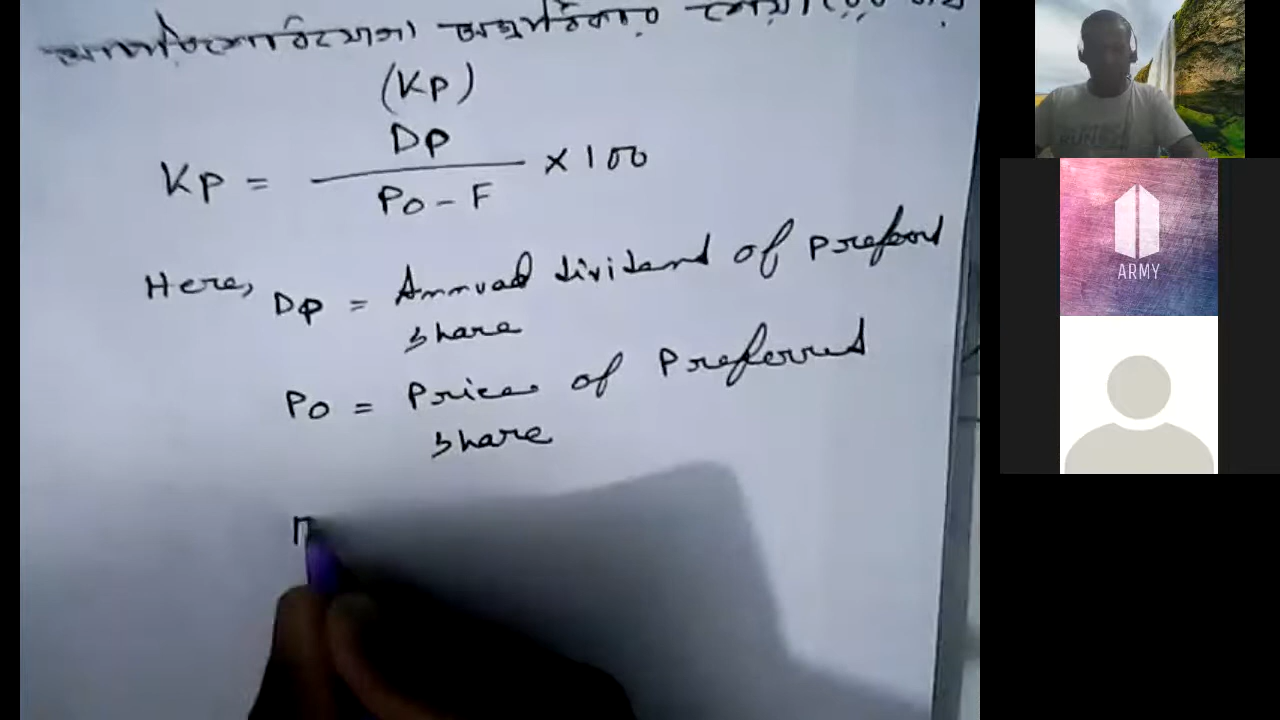 (KP)
DP
KP = ――― × 100
Po - F
Here, DP = Annual dividend of preferred
share
Po = Price of Preferred
share
ARMY